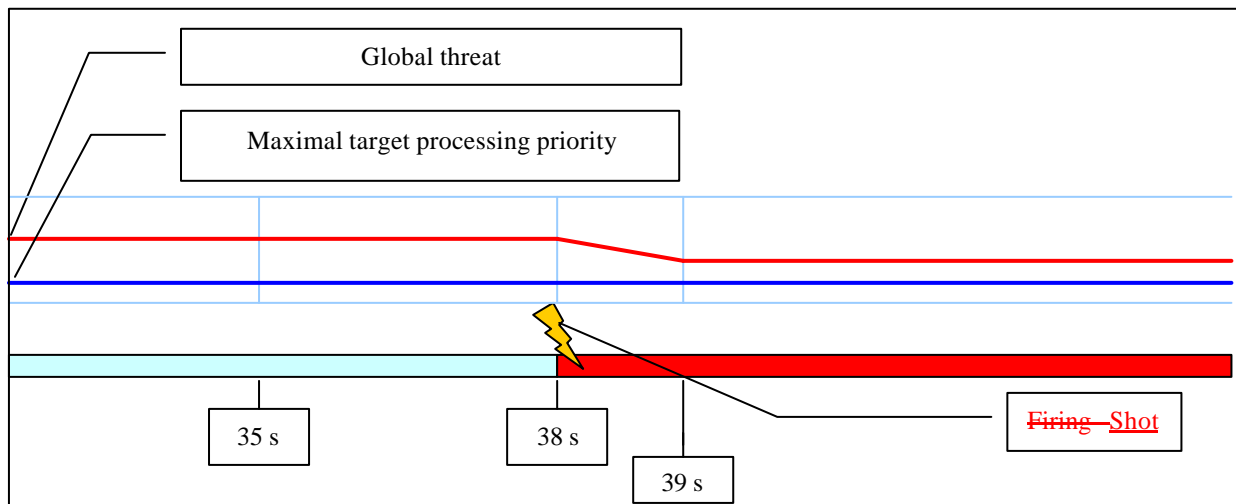 Global threat
Maximal target processing priority
35 s
38 s
39 s
Firing Shot